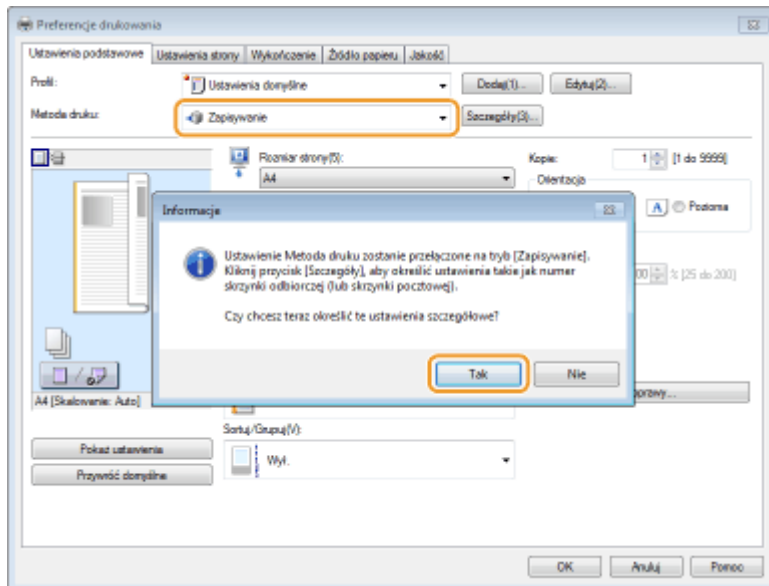 Preferencje drukowania
Ustawienia podstawowe Ustawienia strony Wykończenie Źródło papieru Jakość
Profil: Ustawienia domyślne Dodaj(1)... Edytuj(2)...
Metoda druku: Zapisywanie Szczegóły(3)...
Rozmiar strony(5): Kopie: 1 [1 do 9999]
A4 Orientacja
A Pozioma
Informacje
Ustawienie Metoda druku zostanie przełączone na tryb [Zapisywanie].
Kliknij przycisk [Szczegóły], aby określić ustawienia takie jak numer
skrzynki odbiorczej (lub skrzynki pocztowej).
00 % [25 do 200]
Czy chcesz teraz określić te ustawienia szczegółowe?
Tak Nie
A4 [Skalowanie: Auto]
Sortuj/Grupuj(V):
Pokaż ustawienia
Wył.
Przywróć domyślne
OK Anuluj Pomoc